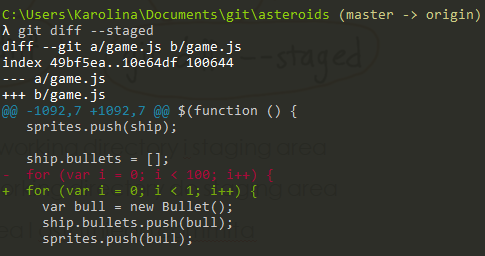 C:\Users\Karolina\Documents\git\asteroids (master -> origin)
λ git diff --staged
diff --git a/game.js b/game.js
index 49bf5ea..10e64df 100644
--- a/game.js
+++ b/game.js
@@ -1092,7 +1092,7 @@ $(function () {
   sprites.push(ship);

   ship.bullets = [];
-  for (var i = 0; i < 100; i++) {
+  for (var i = 0; i < 1; i++) {
     var bull = new Bullet();
     ship.bullets.push(bull);
     sprites.push(bull);